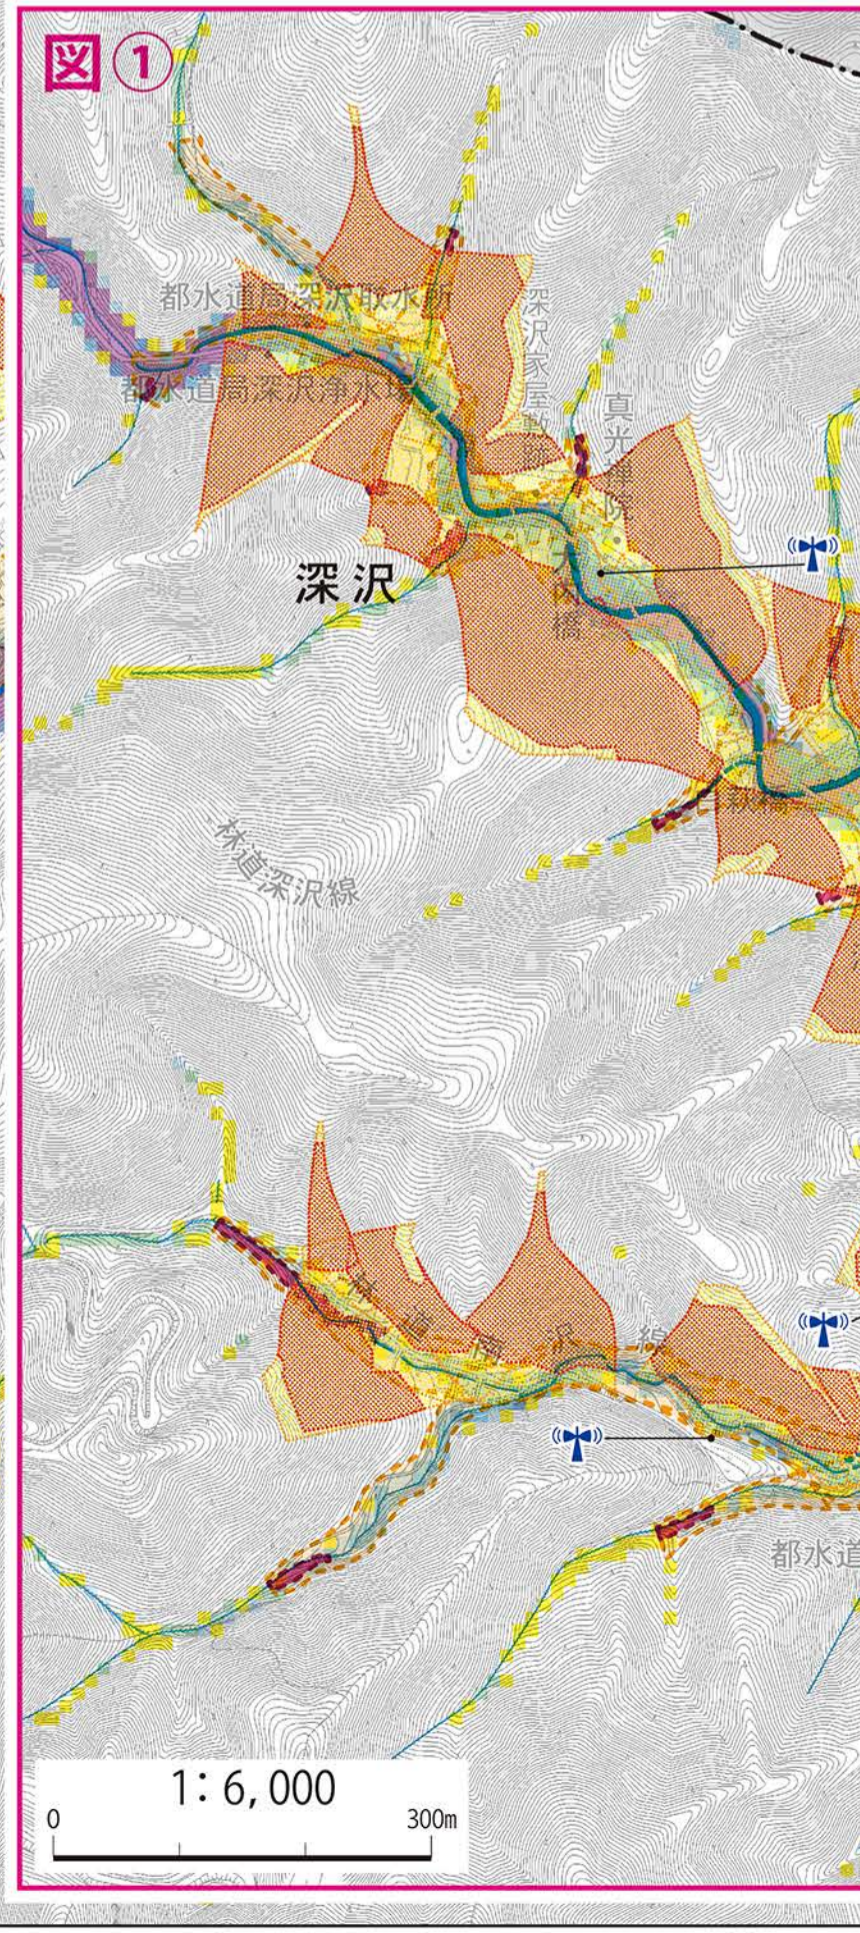 図①
都水道局深沢取水所
深沢家屋敷跡
都水道局深沢浄水場
真光禅院
深沢
林道深沢線
林道南沢線
都水道
1:6,000
0
300m